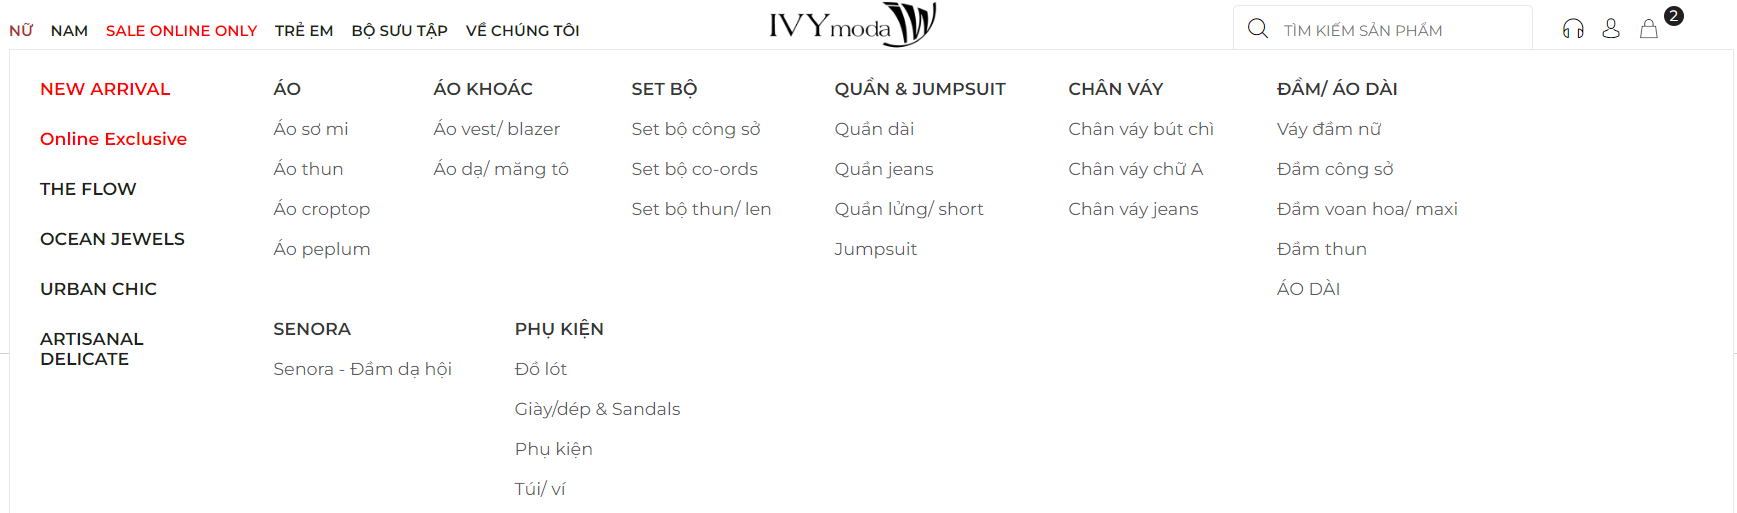 NỮ NAM SALE ONLINE ONLY TRẺ EM BỘ SƯU TẬP VỀ CHÚNG TÔI
IVY moda
TÌM KIẾM SẢN PHẨM
2
NEW ARRIVAL
Online Exclusive
THE FLOW
OCEAN JEWELS
URBAN CHIC
ARTISANAL
DELICATE
ÁO
Áo sơ mi
Áo thun
Áo croptop
Áo peplum
ÁO KHOÁC
Áo vest/ blazer
Áo dạ/ măng tô
SET BỘ
Set bộ công sở
Set bộ co-ords
Set bộ thun/ len
QUẦN & JUMPSUIT
Quần dài
Quần jeans
Quần lửng/ short
Jumpsuit
CHÂN VÁY
Chân váy bút chì
Chân váy chữ A
Chân váy jeans
ĐẦM/ ÁO DÀI
Váy đầm nữ
Đầm công sở
Đầm voan hoa/ maxi
Đầm thun
ÁO DÀI
SENORA
Senora - Đầm dạ hội
PHỤ KIỆN
Đồ lót
Giày/dép & Sandals
Phụ kiện
Túi/ ví